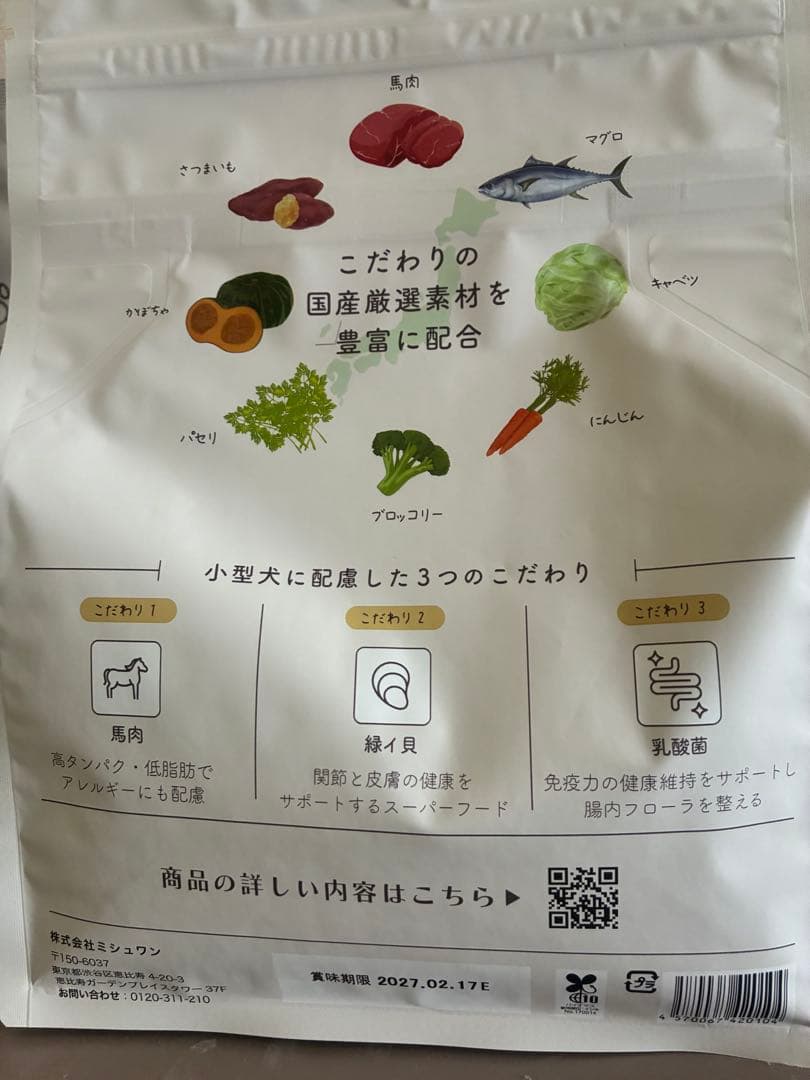 馬肉
マグロ
さつまいも
こだわりの
国産厳選素材を
豊富に配合
キャベツ
かぼちゃ
パセリ
にんじん
ブロッコリー
小型犬に配慮した3つのこだわり
こだわり 1
馬肉
高タンパク・低脂肪で
アレルギーにも配慮
こだわり 2
緑イ貝
関節と皮膚の健康を
サポートするスーパーフード
こだわり 3
乳酸菌
免疫力の健康維持をサポートし
腸内フローラを整える
商品の詳しい内容はこちら▶
株式会社ミシュワン
〒150-6037
東京都渋谷区恵比寿 4-20-3
恵比寿ガーデンプレイスタワー 37F
お問い合わせ：0120-311-210
賞味期限 2027.02.17E
プラ
4 570067 420104